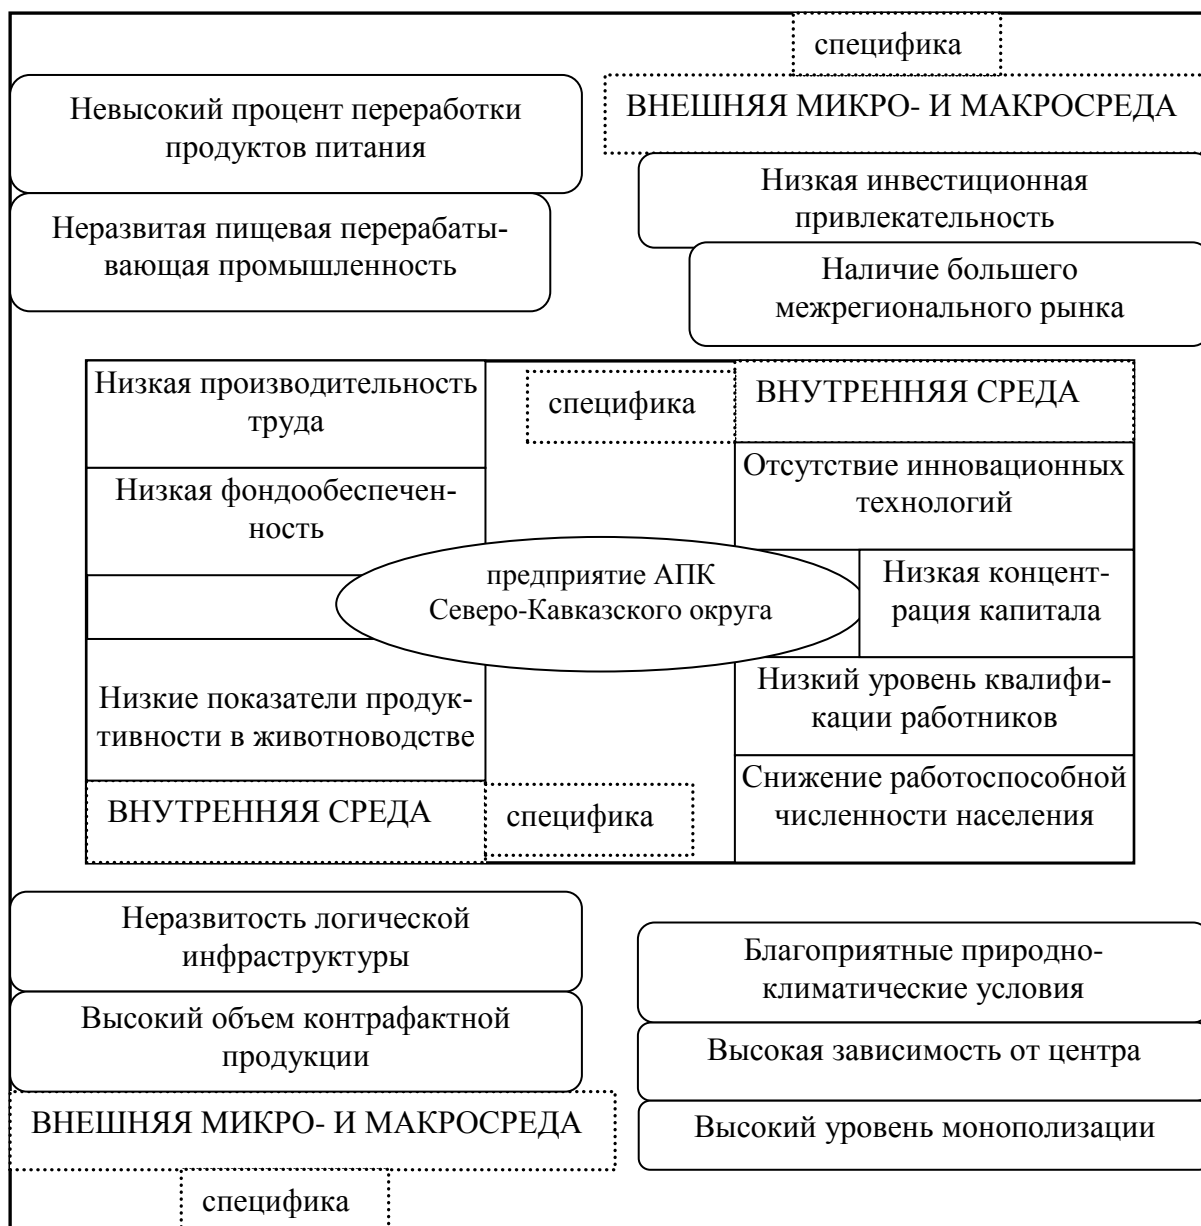 специфика
ВНЕШНЯЯ МИКРО- И МАКРОСРЕДА
Невысокий процент переработки
продуктов питания
Неразвитая пищевая перерабаты-
вающая промышленность
Низкая инвестиционная
привлекательность
Наличие большего
межрегионального рынка
Низкая производительность
труда
Низкая фондообеспечен-
ность
специфика
ВНУТРЕННЯЯ СРЕДА
Отсутствие инновационных
технологий
предприятие АПК
Северо-Кавказского округа
Низкая концент-
рация капитала
Низкие показатели продук-
тивности в животноводстве
Низкий уровень квалифи-
кации работников
Снижение работоспособной
численности населения
ВНУТРЕННЯЯ СРЕДА
специфика
Неразвитость логической
инфраструктуры
Высокий объем контрафактной
продукции
Благоприятные природно-
климатические условия
Высокая зависимость от центра
Высокий уровень монополизации
ВНЕШНЯЯ МИКРО- И МАКРОСРЕДА
специфика